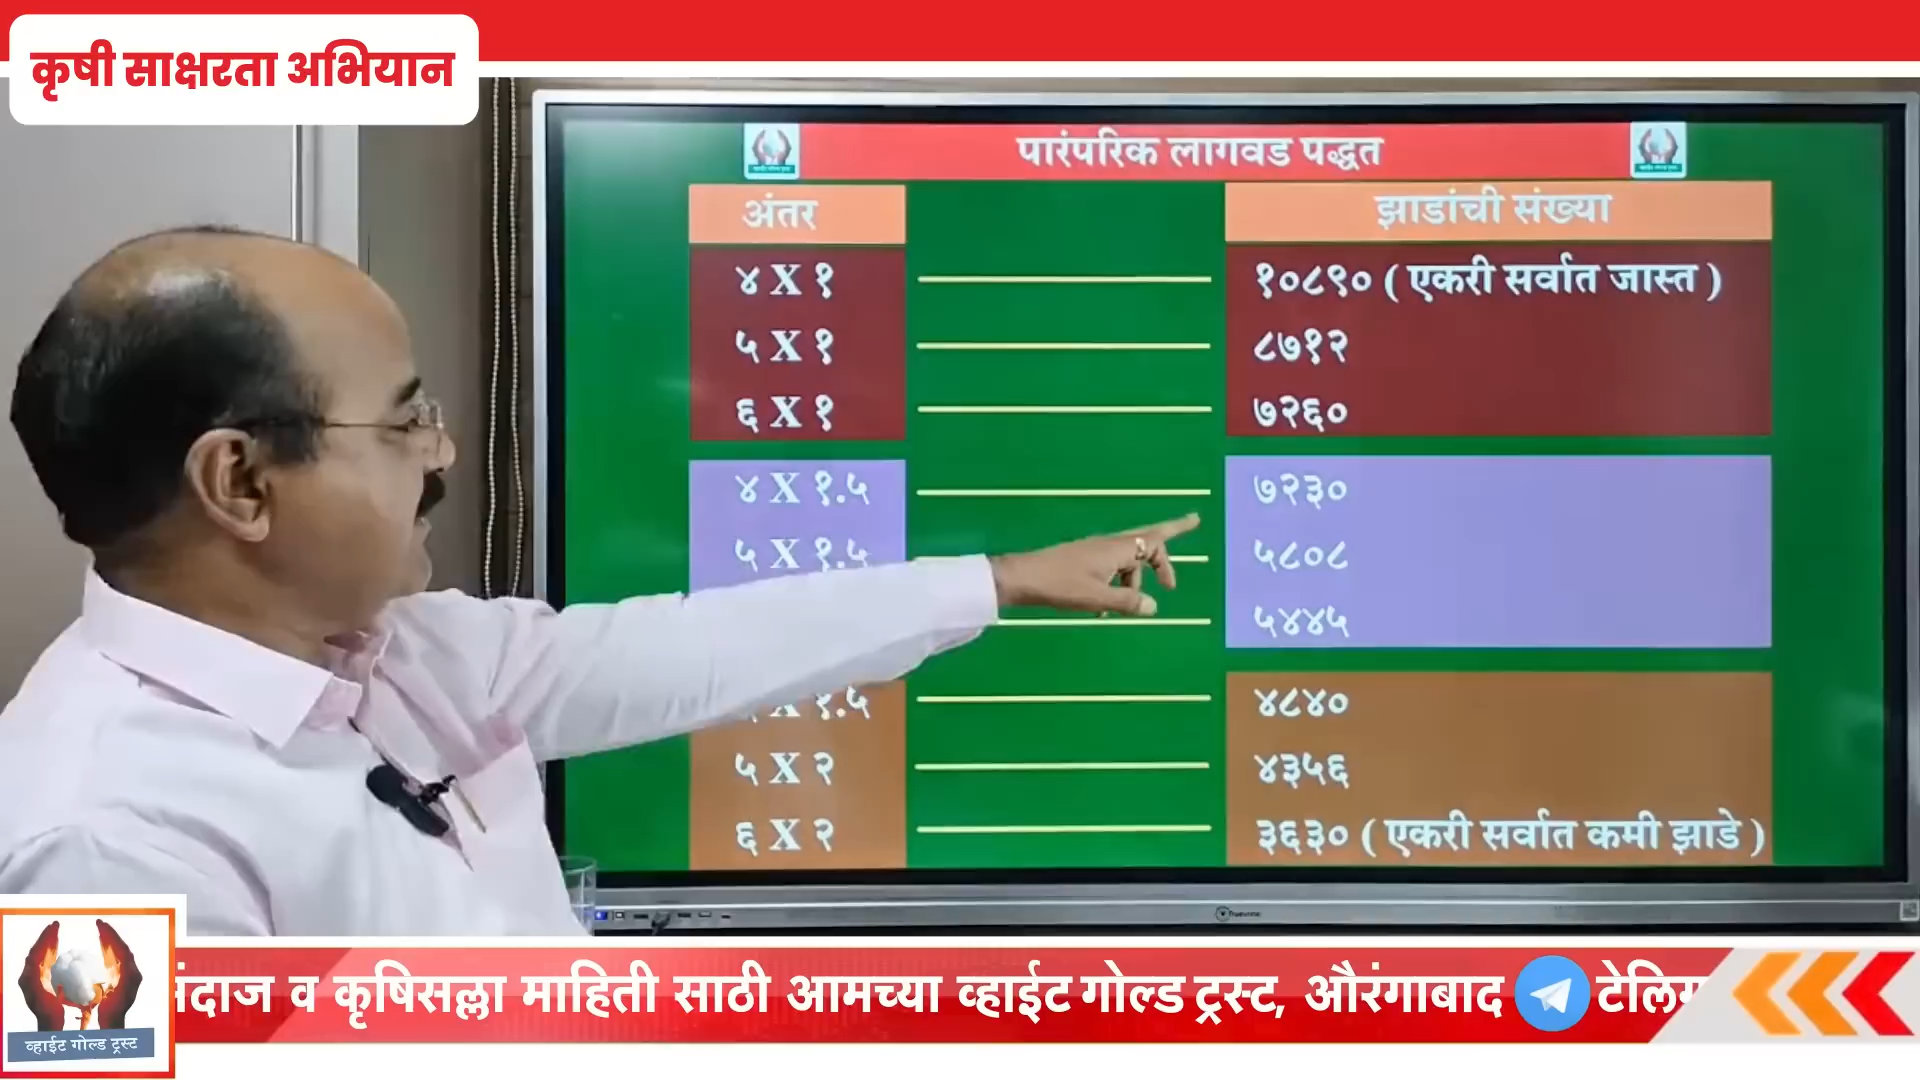 कृषी साक्षरता अभियान
पारंपरिक लागवड पद्धत
अंतर झाडांची संख्या
४ X १ १०८९० ( एकरी सर्वात जास्त )
५ X १ ८७१२
६ X १ ७२६०
४ X १.५ ७२३०
५ X १.५ ५८०८
५४४५
X १.५ ४८४०
५ X २ ४३५६
६ X २ ३६३० ( एकरी सर्वात कमी झाडे )
व कृषिसल्ला माहिती साठी आमच्या व्हाईट गोल्ड ट्रस्ट, औरंगाबाद
व्हाईट गोल्ड ट्रस्ट